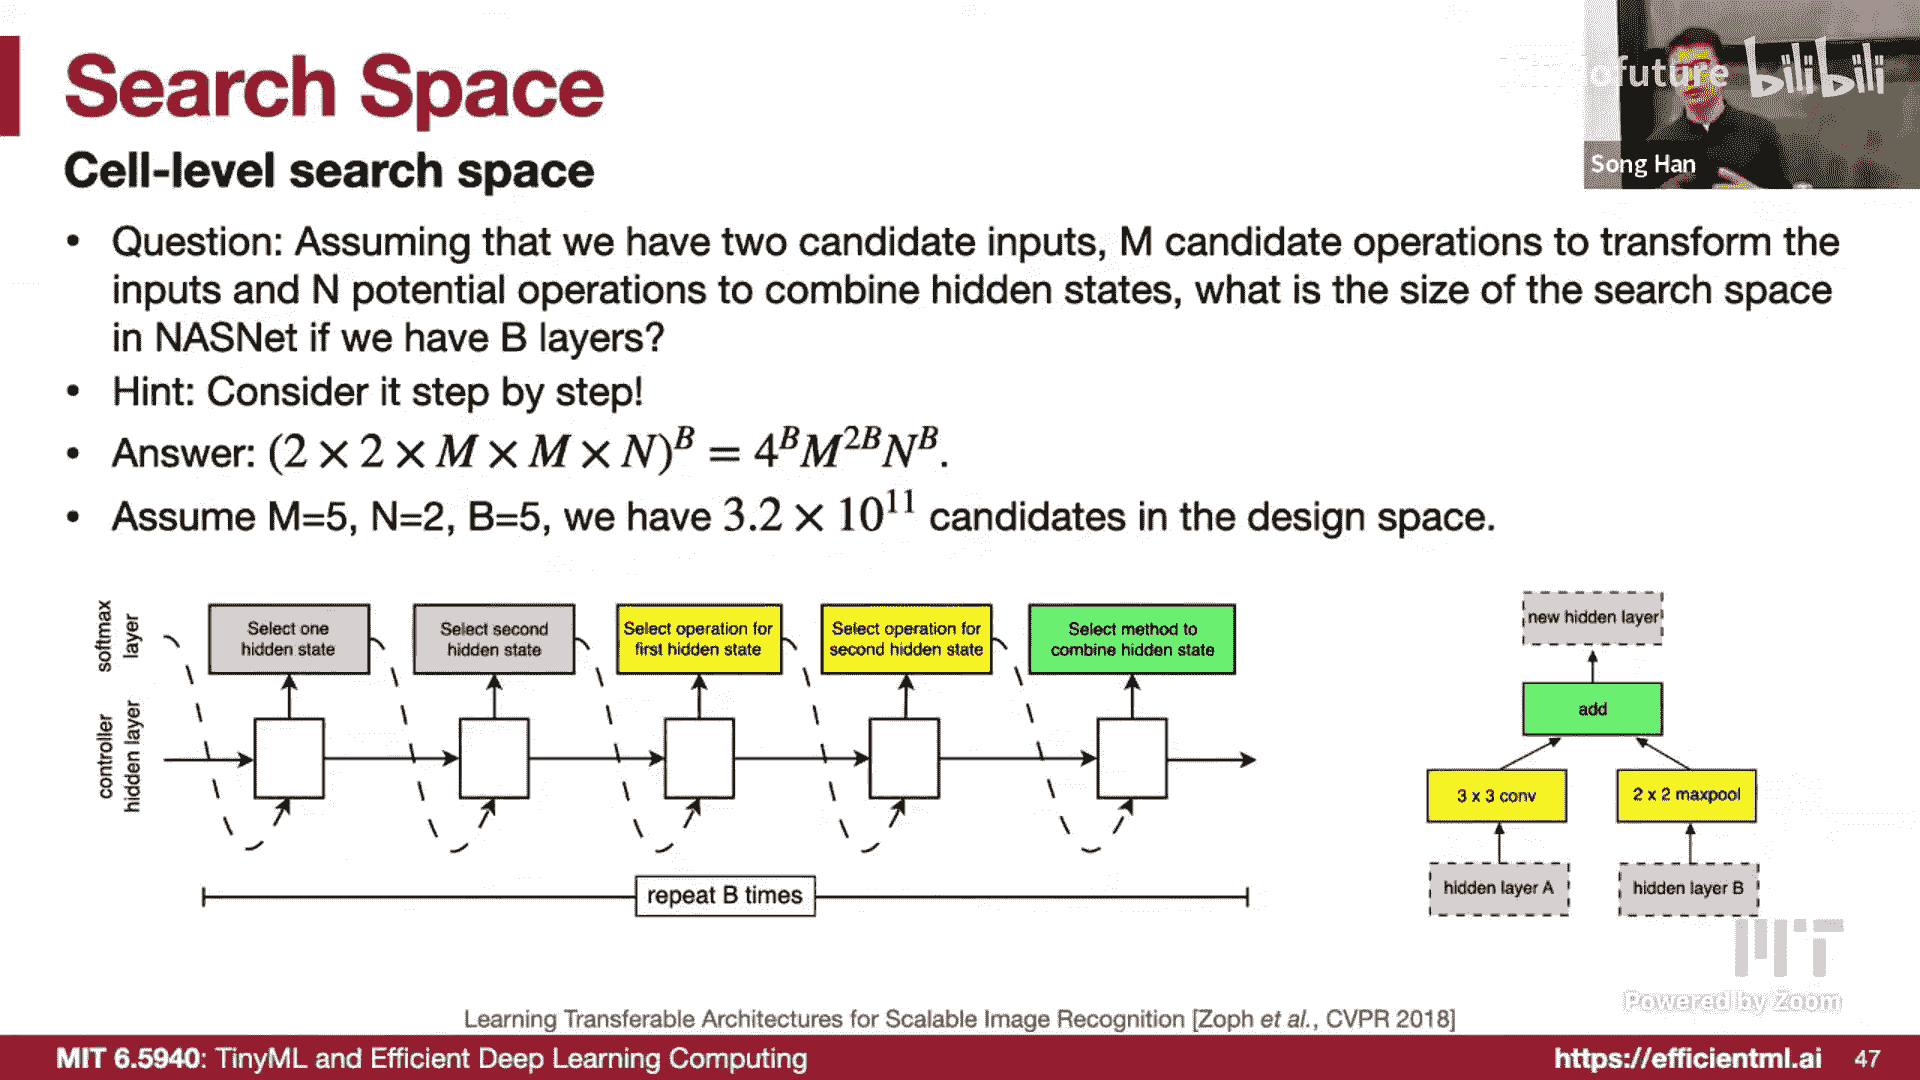 Search Space
ofuture bilibili
Song Han
Cell-level search space
• Question: Assuming that we have two candidate inputs, M candidate operations to transform the
inputs and N potential operations to combine hidden states, what is the size of the search space
in NASNet if we have B layers?
• Hint: Consider it step by step!
• Answer: (2 × 2 × M × M × N)^B = 4^B M^{2B} N^B.
• Assume M=5, N=2, B=5, we have 3.2 × 10^{11} candidates in the design space.
softmax
layer
Select one
hidden state
Select second
hidden state
Select operation for
first hidden state
Select operation for
second hidden state
Select method to
combine hidden state
controller
hidden layer
repeat B times
new hidden layer
add
3 x 3 conv
2 x 2 maxpool
hidden layer A
hidden layer B
MIT
Powered by Zoom
Learning Transferable Architectures for Scalable Image Recognition [Zoph et al., CVPR 2018]
MIT 6.5940: TinyML and Efficient Deep Learning Computing
https://efficientml.ai
47